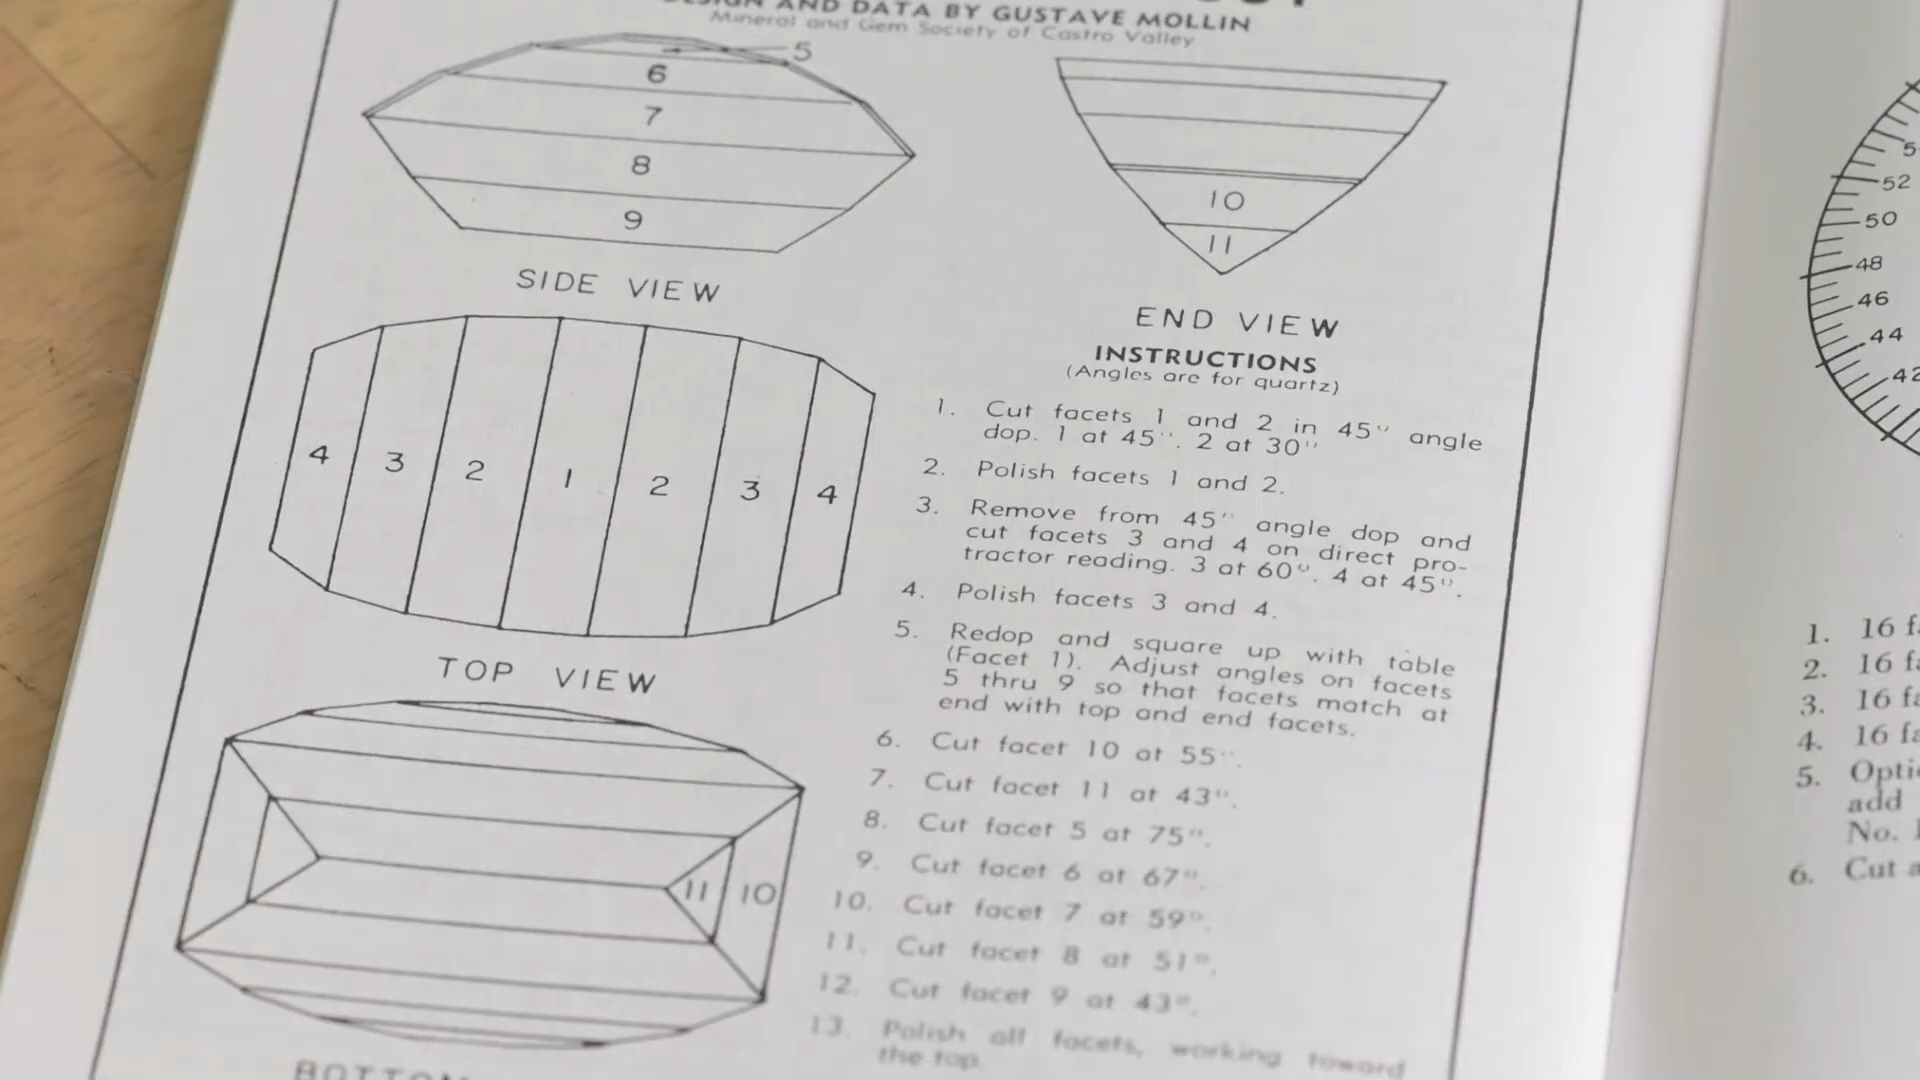 DESIGN AND DATA BY GUSTAVE MOLLIN
Mineral and Gem Society of Castro Valley
5
6
7
8
9
SIDE VIEW
10
11
END VIEW
4 3 2 1 2 3 4
TOP VIEW
11 10
BOTTOM
INSTRUCTIONS
(Angles are for quartz)
1. Cut facets 1 and 2 in 45° angle
dop. 1 at 45°. 2 at 30°
2. Polish facets 1 and 2.
3. Remove from 45° angle dop and
cut facets 3 and 4 on direct pro-
tractor reading. 3 at 60°. 4 at 45°.
4. Polish facets 3 and 4.
5. Redop and square up with table
(Facet 1). Adjust angles on facets
5 thru 9 so that facets match at
end with top and end facets.
6. Cut facet 10 at 55°.
7. Cut facet 11 at 43°.
8. Cut facet 5 at 75°.
9. Cut facet 6 at 67°.
10. Cut facet 7 at 59°.
11. Cut facet 8 at 51°.
12. Cut facet 9 at 43°.
13. Polish all facets, working toward
the top.
52
50
48
46
44
42
1. 16
2. 16
3. 16
4. 16
5.
add
No.
6. Cut